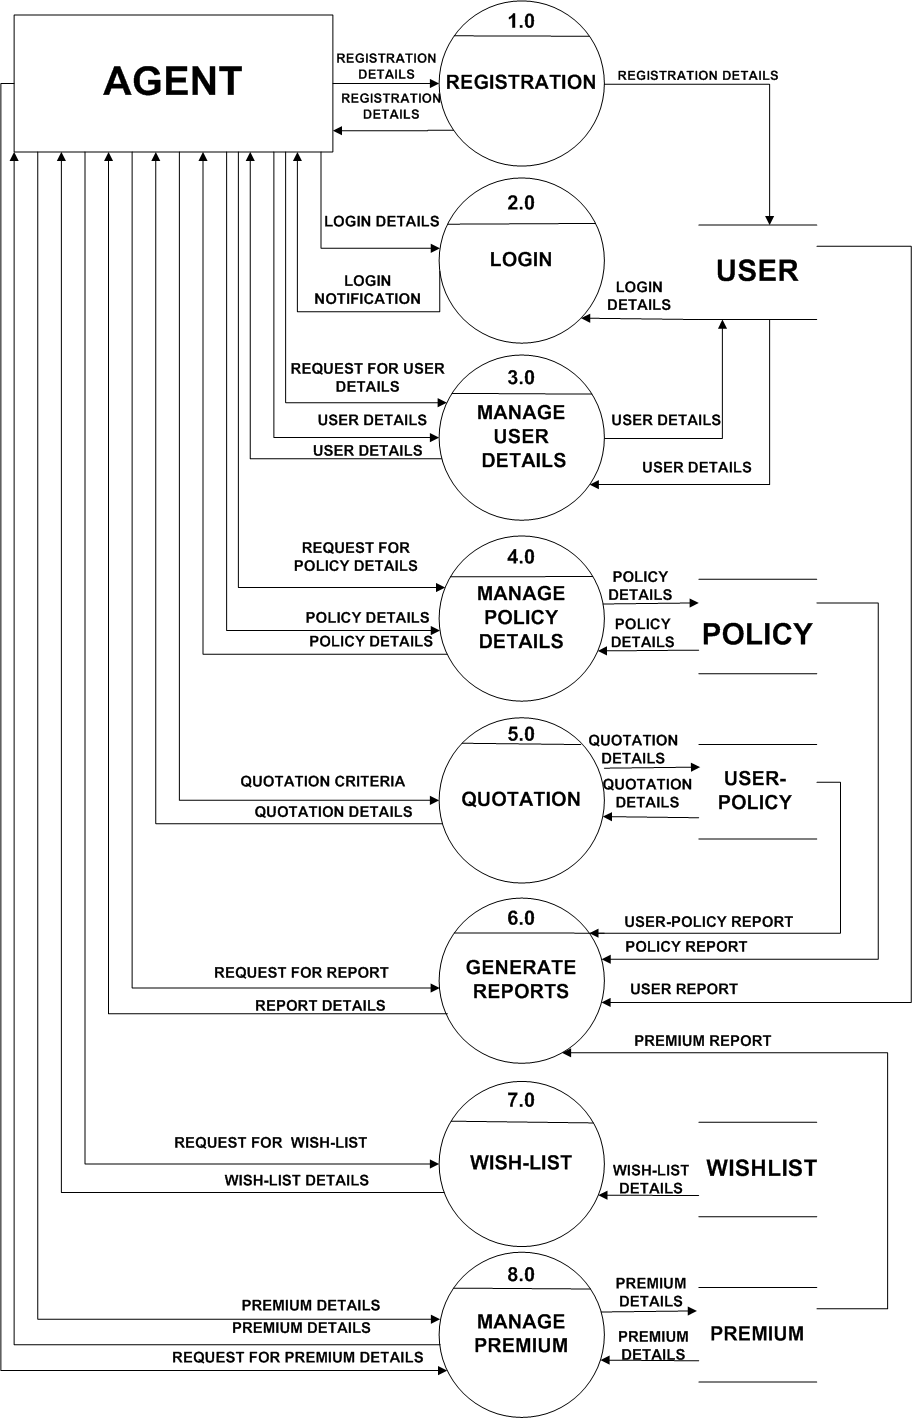 AGENT
REGISTRATION
DETAILS
REGISTRATION
DETAILS
1.0
REGISTRATION
REGISTRATION DETAILS
LOGIN DETAILS
LOGIN
NOTIFICATION
2.0
LOGIN
LOGIN
DETAILS
USER
REQUEST FOR USER
DETAILS
USER DETAILS
USER DETAILS
3.0
MANAGE
USER
DETAILS
USER DETAILS
USER DETAILS
REQUEST FOR
POLICY DETAILS
POLICY DETAILS
POLICY DETAILS
4.0
MANAGE
POLICY
DETAILS
POLICY
DETAILS
POLICY
DETAILS
POLICY
QUOTATION CRITERIA
QUOTATION DETAILS
5.0
QUOTATION
QUOTATION
DETAILS
QUOTATION
DETAILS
USER-
POLICY
REQUEST FOR REPORT
REPORT DETAILS
6.0
GENERATE
REPORTS
USER-POLICY REPORT
POLICY REPORT
USER REPORT
PREMIUM REPORT
REQUEST FOR WISH-LIST
WISH-LIST DETAILS
7.0
WISH-LIST
WISH-LIST
DETAILS
WISHLIST
PREMIUM DETAILS
PREMIUM DETAILS
REQUEST FOR PREMIUM DETAILS
8.0
MANAGE
PREMIUM
PREMIUM
DETAILS
PREMIUM
DETAILS
PREMIUM